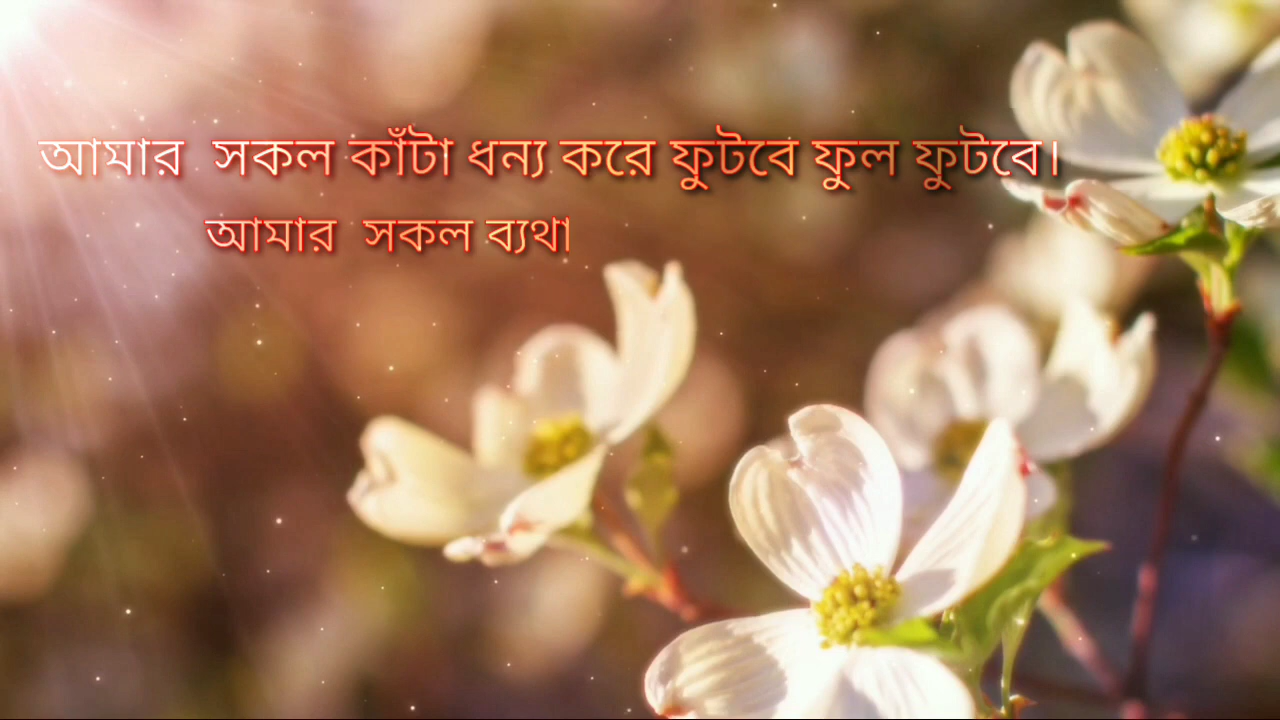 আমার সকল কাঁটা ধন্য করে ফুটবে ফুল ফুটবে।
আমার সকল ব্যথা